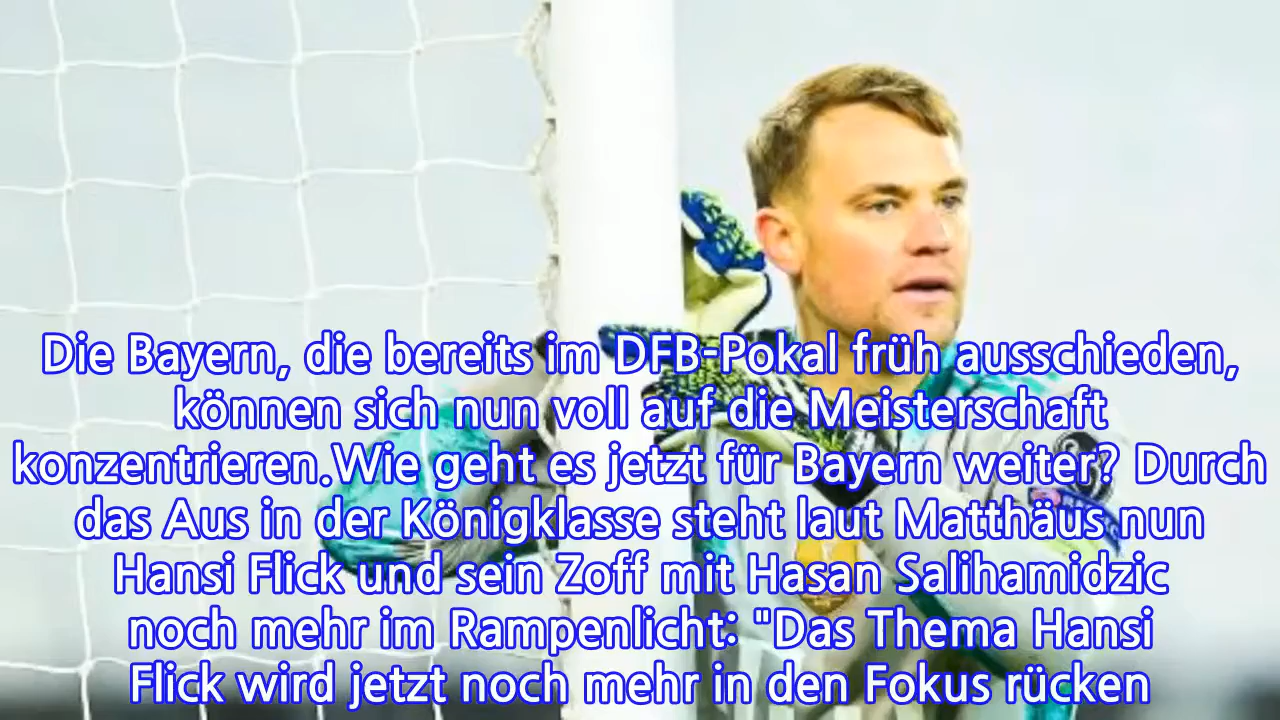 Die Bayern, die bereits im DFB-Pokal früh ausschieden,
können sich nun voll auf die Meisterschaft
konzentrieren.Wie geht es jetzt für Bayern weiter? Durch
das Aus in der Königklasse steht laut Matthäus nun
Hansi Flick und sein Zoff mit Hasan Salihamidzic
noch mehr im Rampenlicht: "Das Thema Hansi
Flick wird jetzt noch mehr in den Fokus rücken